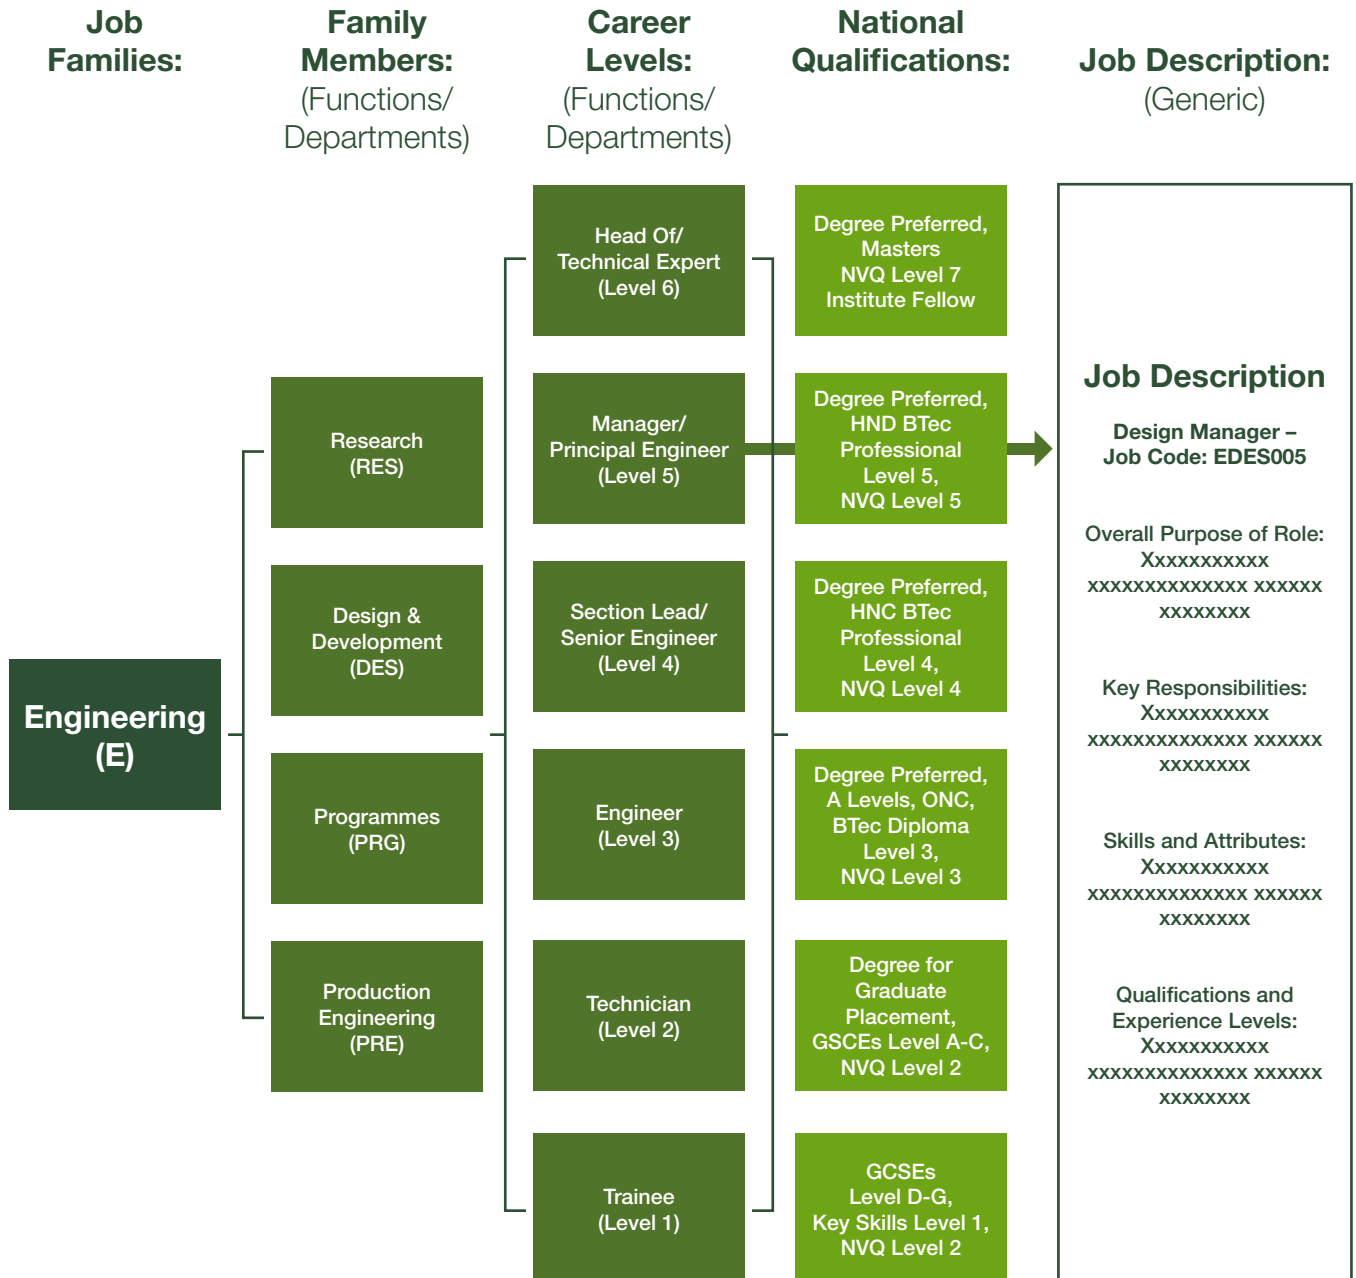 Job
Families:
Family
Members:
(Functions/
Departments)
Career
Levels:
(Functions/
Departments)
National
Qualifications:
Job Description:
(Generic)
Engineering
(E)
Research
(RES)
Design &
Development
(DES)
Programmes
(PRG)
Production
Engineering
(PRE)
Head Of/
Technical Expert
(Level 6)
Manager/
Principal Engineer
(Level 5)
Section Lead/
Senior Engineer
(Level 4)
Engineer
(Level 3)
Technician
(Level 2)
Trainee
(Level 1)
Degree Preferred,
Masters
NVQ Level 7
Institute Fellow
Degree Preferred,
HND BTec
Professional
Level 5,
NVQ Level 5
Degree Preferred,
HNC BTec
Professional
Level 4,
NVQ Level 4
Degree Preferred,
A Levels, ONC,
BTec Diploma
Level 3,
NVQ Level 3
Degree for
Graduate
Placement,
GSCEs Level A-C,
NVQ Level 2
GCSEs
Level D-G,
Key Skills Level 1,
NVQ Level 2
Job Description
Design Manager –
Job Code: EDES005
Overall Purpose of Role:
Xxxxxxxxxxx
xxxxxxxxxxxxxx xxxxxx
xxxxxxxx
Key Responsibilities:
Xxxxxxxxxxx
xxxxxxxxxxxxxx xxxxxx
xxxxxxxx
Skills and Attributes:
Xxxxxxxxxxx
xxxxxxxxxxxxxx xxxxxx
xxxxxxxx
Qualifications and
Experience Levels:
Xxxxxxxxxxx
xxxxxxxxxxxxxx xxxxxx
xxxxxxxx